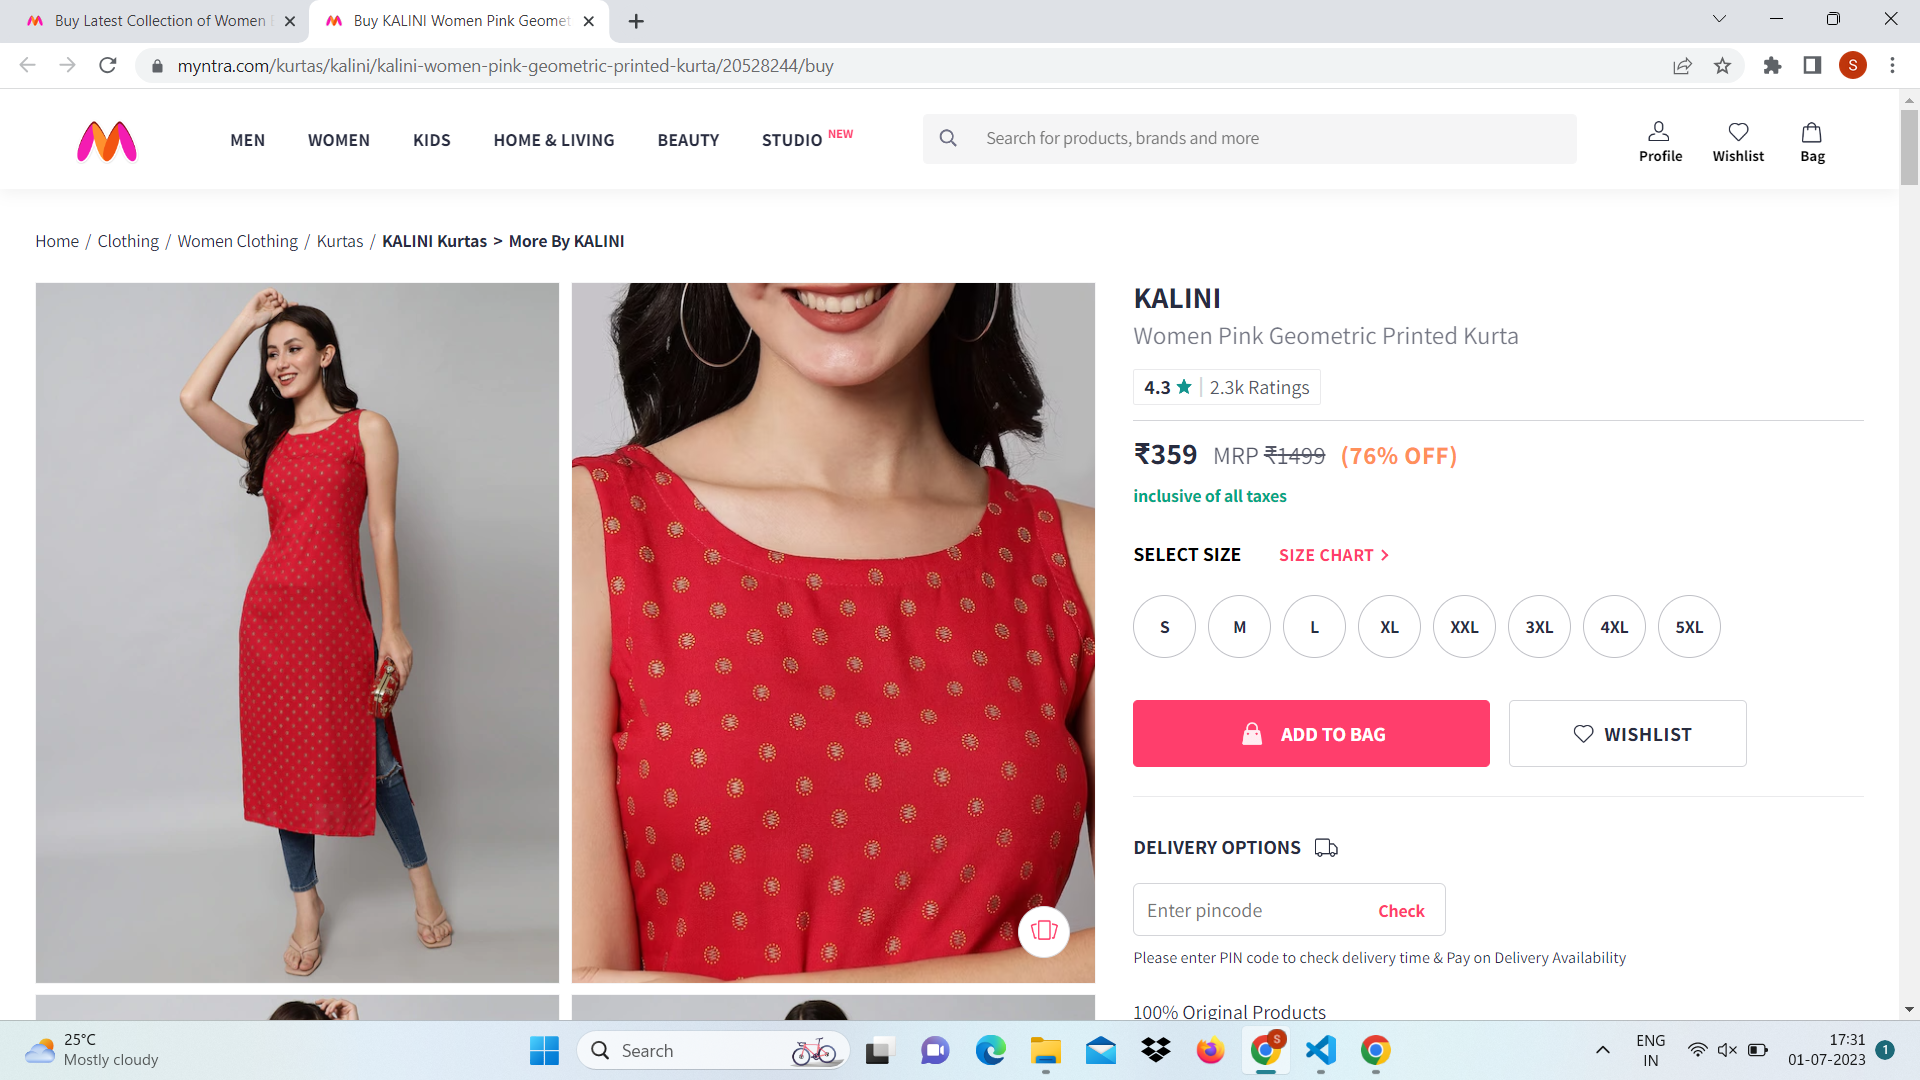 Buy Latest Collection of Women
Buy KALINI Women Pink Geomet
myntra.com/kurtas/kalini/kalini-women-pink-geometric-printed-kurta/20528244/buy
S
MEN
WOMEN
KIDS
HOME & LIVING
BEAUTY
STUDIO NEW
Search for products, brands and more
Profile
Wishlist
Bag
Home / Clothing / Women Clothing / Kurtas / KALINI Kurtas > More By KALINI
KALINI
Women Pink Geometric Printed Kurta
4.3 ★ | 2.3k Ratings
₹359 MRP ₹1499 (76% OFF)
inclusive of all taxes
SELECT SIZE
SIZE CHART >
S
M
L
XL
XXL
3XL
4XL
5XL
ADD TO BAG
WISHLIST
DELIVERY OPTIONS
Enter pincode
Check
Please enter PIN code to check delivery time & Pay on Delivery Availability
100% Original Products
25°C
Mostly cloudy
Search
S
ENG
IN
17:31
01-07-2023
1